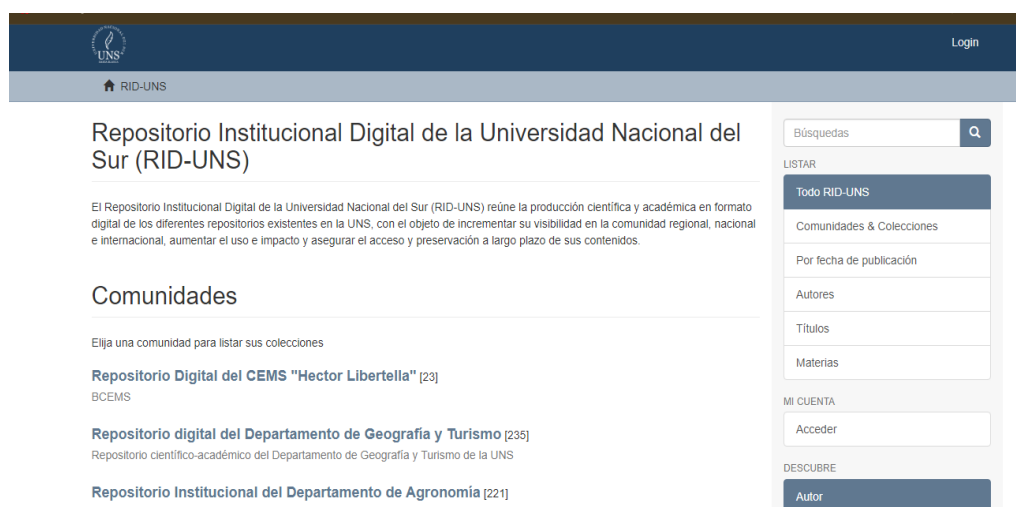 UNS
Login
RID-UNS
Repositorio Institucional Digital de la Universidad Nacional del
Sur (RID-UNS)
El Repositorio Institucional Digital de la Universidad Nacional del Sur (RID-UNS) reúne la producción científica y académica en formato
digital de los diferentes repositorios existentes en la UNS, con el objeto de incrementar su visibilidad en la comunidad regional, nacional
e internacional, aumentar el uso e impacto y asegurar el acceso y preservación a largo plazo de sus contenidos.
Comunidades
Elija una comunidad para listar sus colecciones
Repositorio Digital del CEMS "Hector Libertella" [23]
BCEMS
Repositorio digital del Departamento de Geografía y Turismo [235]
Repositorio científico-académico del Departamento de Geografía y Turismo de la UNS
Repositorio Institucional del Departamento de Agronomía [221]
Búsquedas
LISTAR
Todo RID-UNS
Comunidades & Colecciones
Por fecha de publicación
Autores
Títulos
Materias
MI CUENTA
Acceder
DESCUBRE
Autor